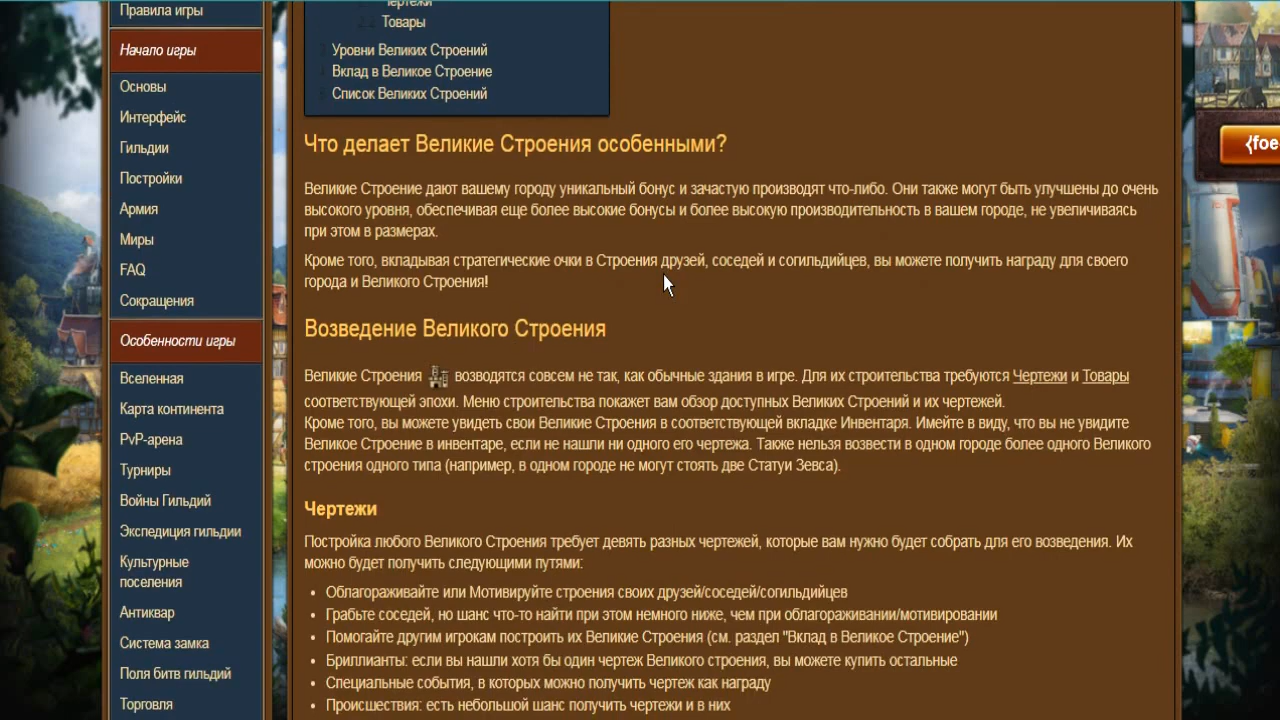 Правила игры
Начало игры
Основы
Интерфейс
Гильдии
Постройки
Армия
Миры
FAQ
Сокращения
Особенности игры
Вселенная
Карта континента
PvP-арена
Турниры
Войны Гильдий
Экспедиция гильдии
Культурные
поселения
Антиквар
Система замка
Поля битв гильдий
Торговля
Чертежи
Товары
Уровни Великих Строений
Вклад в Великое Строение
Список Великих Строений
Что делает Великие Строения особенными?
Великие Строение дают вашему городу уникальный бонус и зачастую производят что-либо. Они также могут быть улучшены до очень
высокого уровня, обеспечивая еще более высокие бонусы и более высокую производительность в вашем городе, не увеличиваясь
при этом в размерах.
Кроме того, вкладывая стратегические очки в Строения друзей, соседей и согильдийцев, вы можете получить награду для своего
города и Великого Строения!
Возведение Великого Строения
Великие Строения возводятся совсем не так, как обычные здания в игре. Для их строительства требуются Чертежи и Товары
соответствующей эпохи. Меню строительства покажет вам обзор доступных Великих Строений и их чертежей.
Кроме того, вы можете увидеть свои Великие Строения в соответствующей вкладке Инвентаря. Имейте в виду, что вы не увидите
Великое Строение в инвентаре, если не нашли ни одного его чертежа. Также нельзя возвести в одном городе более одного Великого
строения одного типа (например, в одном городе не могут стоять две Статуи Зевса).
Чертежи
Постройка любого Великого Строения требует девять разных чертежей, которые вам нужно будет собрать для его возведения. Их
можно будет получить следующими путями:
• Облагораживайте или Мотивируйте строения своих друзей/соседей/согильдийцев
• Грабьте соседей, но шанс что-то найти при этом немного ниже, чем при облагораживании/мотивировании
• Помогайте другим игрокам построить их Великие Строения (см. раздел "Вклад в Великое Строение")
• Бриллианты: если вы нашли хотя бы один чертеж Великого строения, вы можете купить остальные
• Специальные события, в которых можно получить чертеж как награду
• Происшествия: есть небольшой шанс получить чертежи и в них
{foe